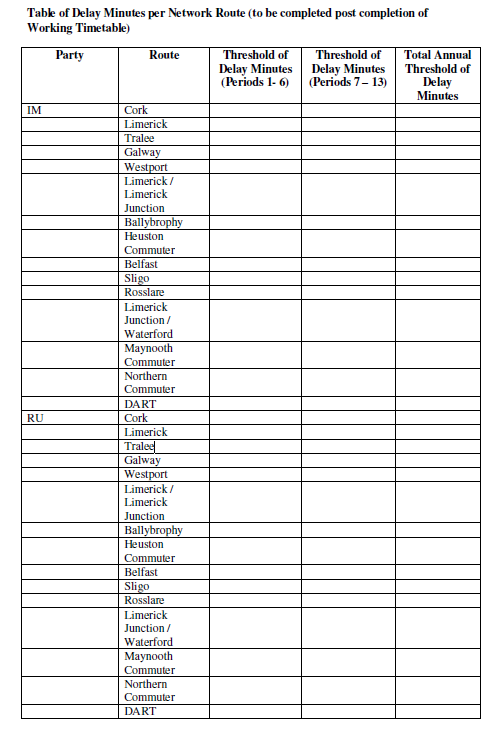 Table of Delay Minutes per Network Route (to be completed post completion of
Working Timetable)
Party Route Threshold of Delay Minutes (Periods 1- 6) Threshold of Delay Minutes (Periods 7 – 13) Total Annual Threshold of Delay Minutes
IM Cork
Limerick
Tralee
Galway
Westport
Limerick /
Limerick
Junction
Ballybrophy
Heuston
Commuter
Belfast
Sligo
Rosslare
Limerick
Junction /
Waterford
Maynooth
Commuter
Northern
Commuter
DART
RU Cork
Limerick
Tralee
Galway
Westport
Limerick /
Limerick
Junction
Ballybrophy
Heuston
Commuter
Belfast
Sligo
Rosslare
Limerick
Junction /
Waterford
Maynooth
Commuter
Northern
Commuter
DART